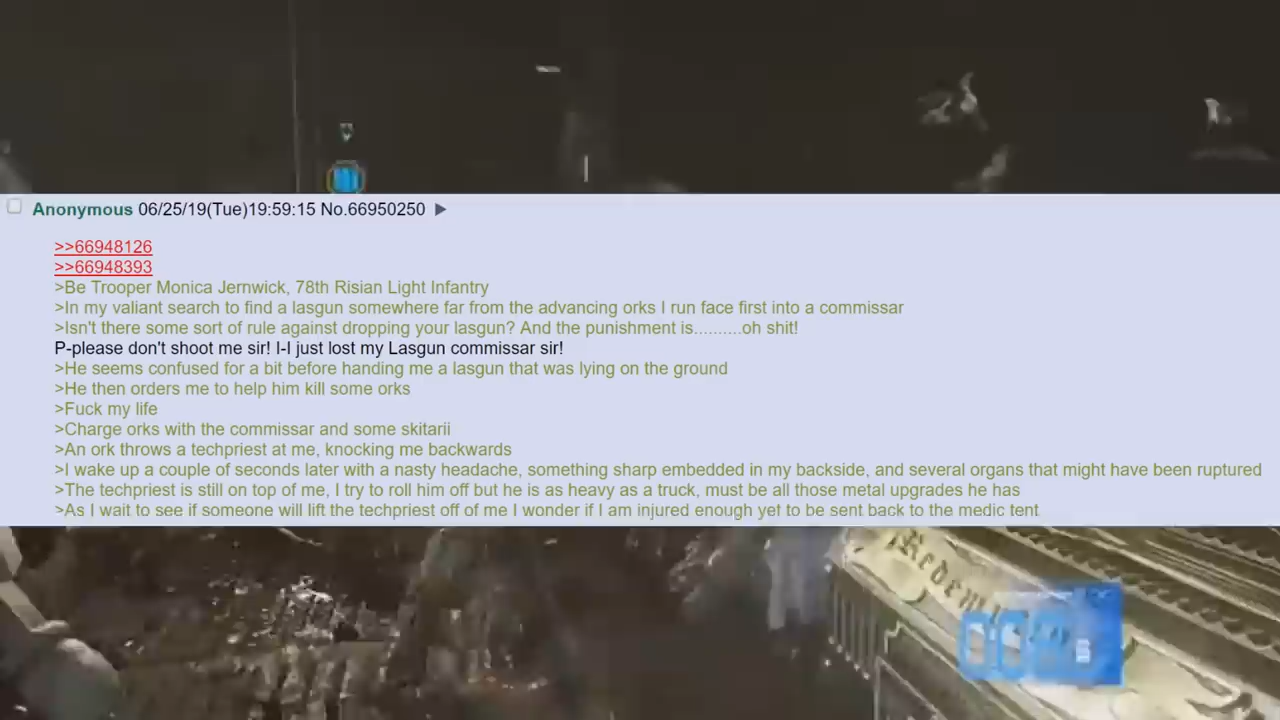 Anonymous 06/25/19(Tue)19:59:15 No.66950250 ▶
>>66948126
>>66948393
>Be Trooper Monica Jernwick, 78th Risian Light Infantry
>In my valiant search to find a lasgun somewhere far from the advancing orks I run face first into a commissar
>Isn't there some sort of rule against dropping your lasgun? And the punishment is..........oh shit!
P-please don't shoot me sir! I-I just lost my Lasgun commissar sir!
>He seems confused for a bit before handing me a lasgun that was lying on the ground
>He then orders me to help him kill some orks
>Fuck my life
>Charge orks with the commissar and some skitarii
>An ork throws a techpriest at me, knocking me backwards
>I wake up a couple of seconds later with a nasty headache, something sharp embedded in my backside, and several organs that might have been ruptured
>The techpriest is still on top of me, I try to roll him off but he is as heavy as a truck, must be all those metal upgrades he has
>As I wait to see if someone will lift the techpriest off of me I wonder if I am injured enough yet to be sent back to the medic tent